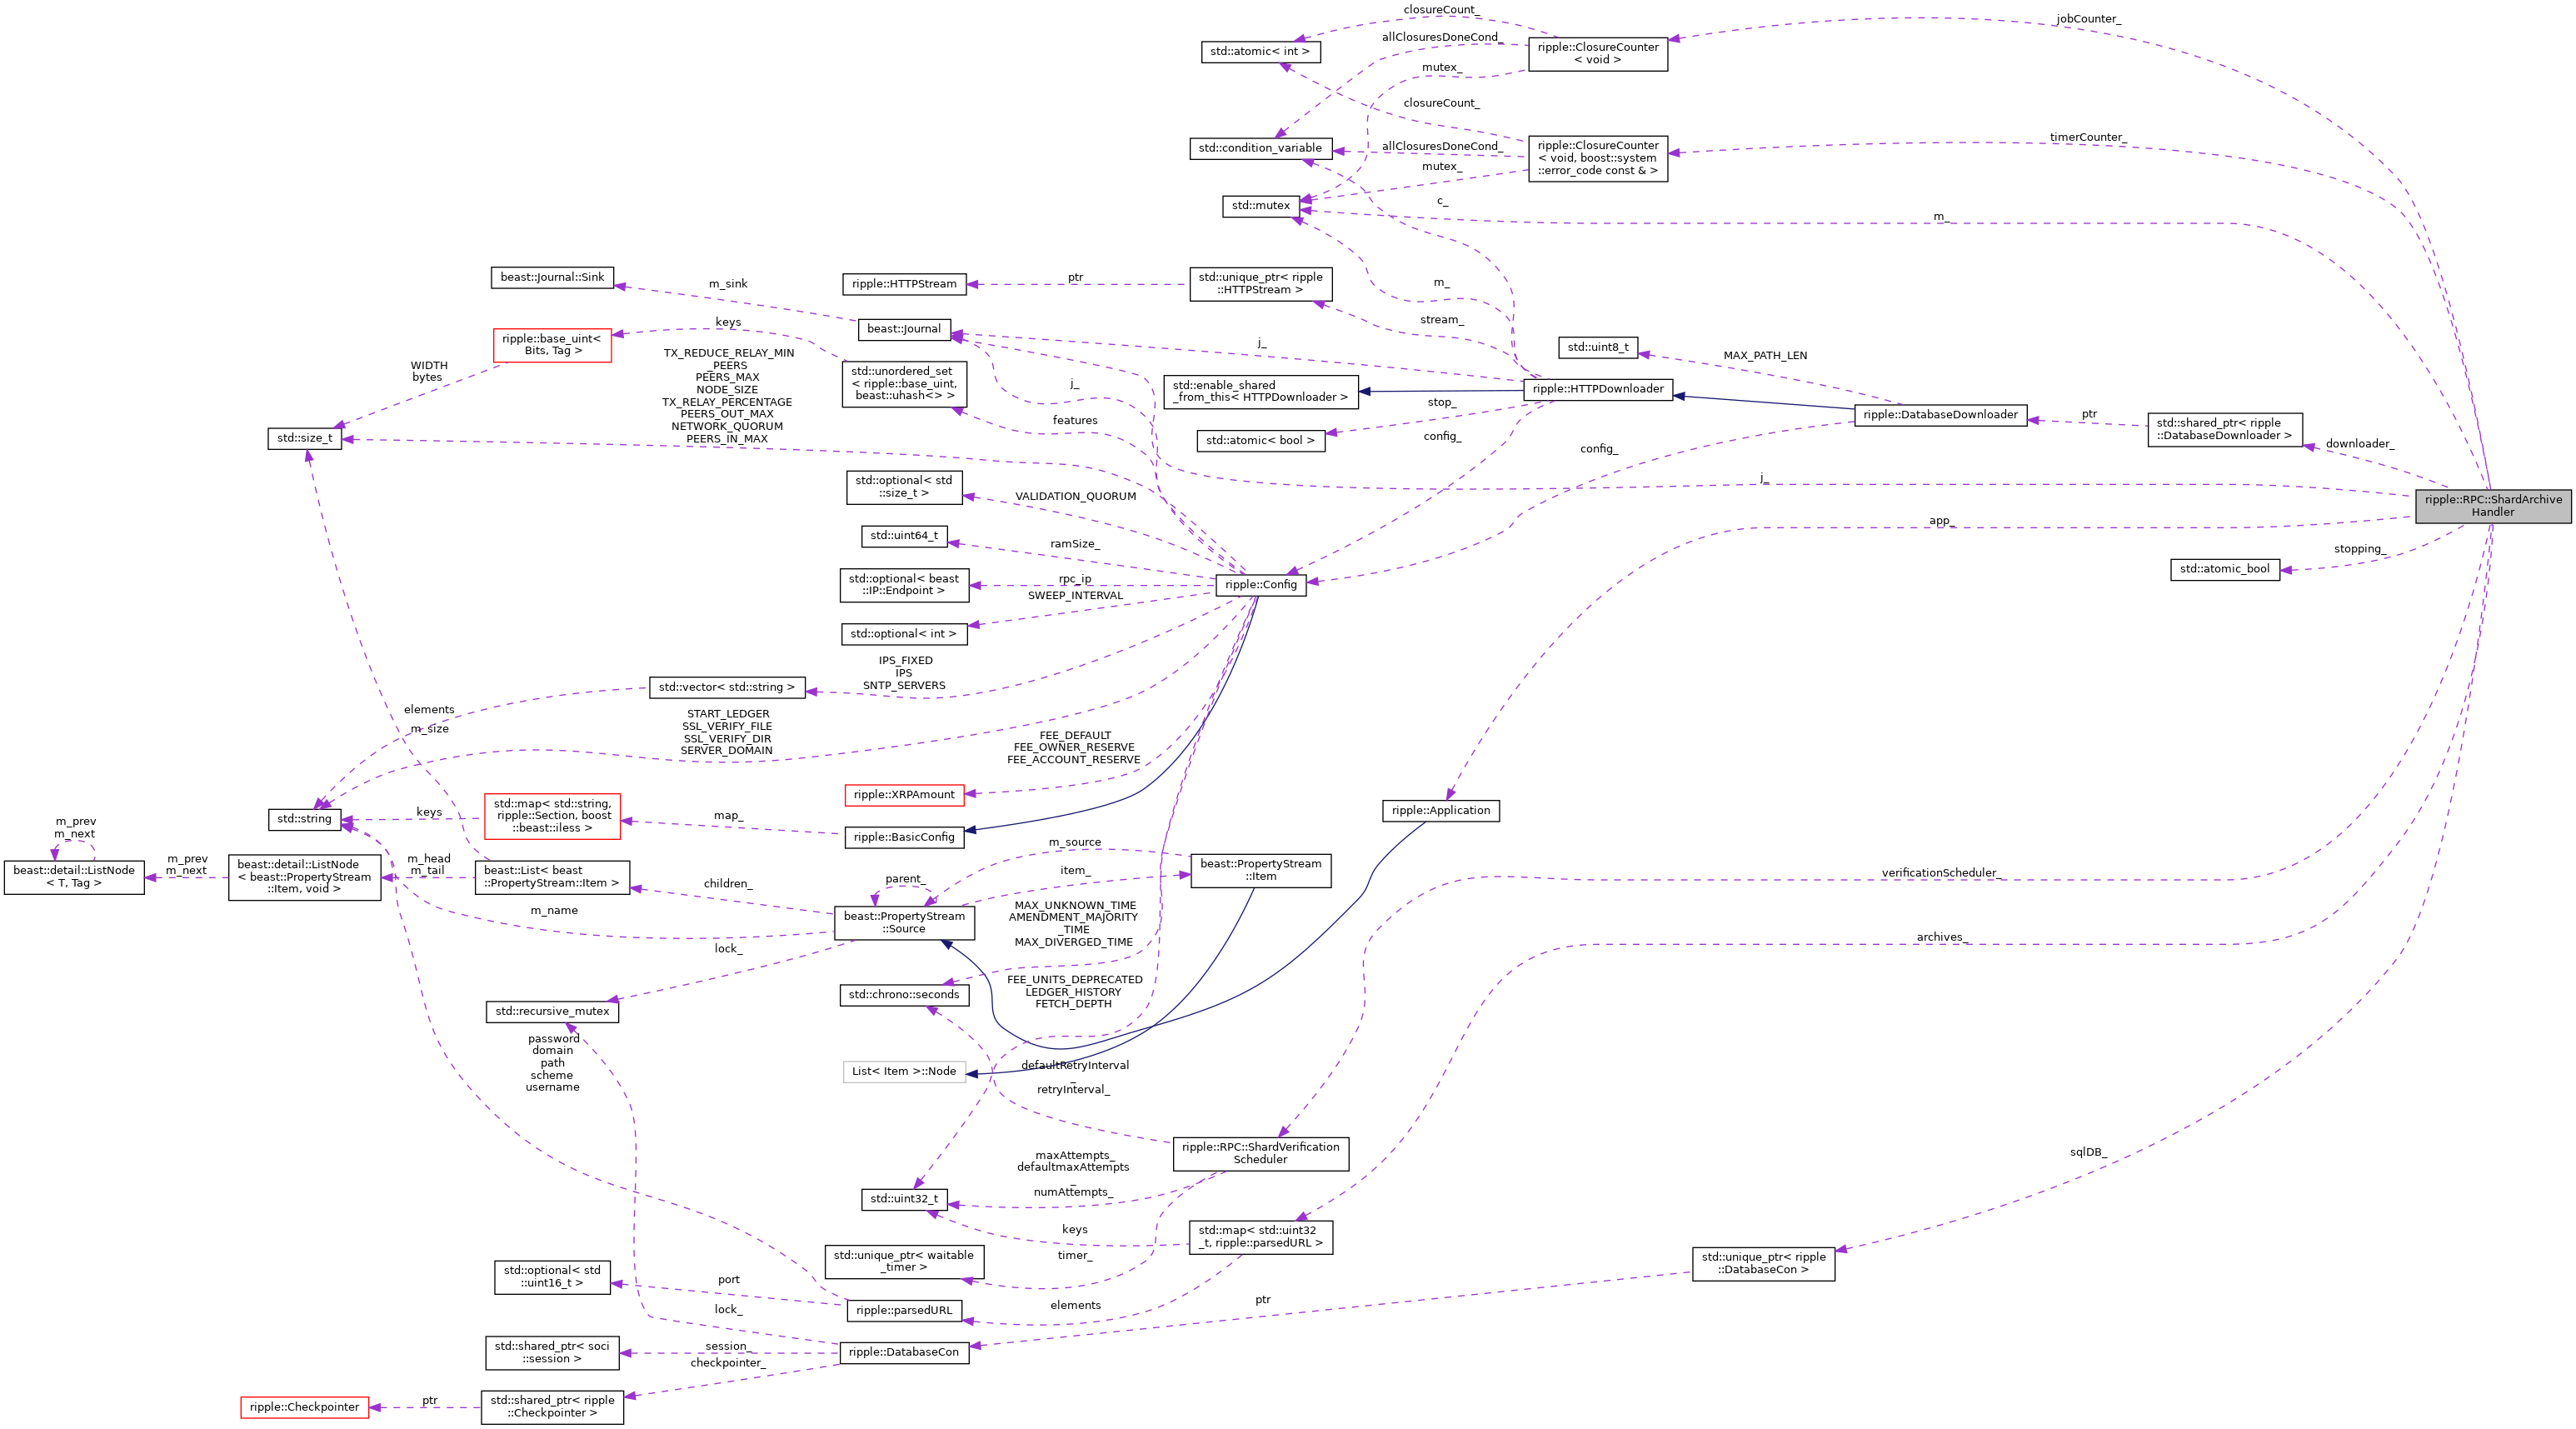 closureCount_
jobCounter_
allClosuresDoneCond_
std::atomic< int >
ripple::ClosureCounter
< void >
mutex_
closureCount_
timerCounter_
std::condition_variable
allClosuresDoneCond_
ripple::ClosureCounter
< void, boost::system
::error_code const & >
mutex_
std::mutex
c_
m_
beast::Journal::Sink
m_sink
ripple::HTTPStream
ptr
std::unique_ptr< ripple
::HTTPStream >
m_
stream_
keys
beast::Journal
ripple::base_uint<
Bits, Tag >
j_
std::uint8_t
MAX_PATH_LEN
WIDTH
bytes
TX_REDUCE_RELAY_MIN
_PEERS
PEERS_MAX
NODE_SIZE
TX_RELAY_PERCENTAGE
PEERS_OUT_MAX
NETWORK_QUORUM
PEERS_IN_MAX
std::unordered_set
< ripple::base_uint,
beast::uhash<> >
j_
std::enable_shared
_from_this< HTTPDownloader >
ripple::HTTPDownloader
stop_
ripple::DatabaseDownloader
ptr
std::shared_ptr< ripple
::DatabaseDownloader >
downloader_
std::size_t
features
std::atomic< bool >
config_
config_
std::optional< std
::size_t >
VALIDATION_QUORUM
j_
ripple::RPC::ShardArchive
Handler
app_
std::uint64_t
ramSize_
stopping_
std::atomic_bool
std::optional< beast
::IP::Endpoint >
rpc_ip
ripple::Config
SWEEP_INTERVAL
std::optional< int >
IPS_FIXED
IPS
SNTP_SERVERS
std::vector< std::string >
elements
m_size
START_LEDGER
SSL_VERIFY_FILE
SSL_VERIFY_DIR
SERVER_DOMAIN
FEE_DEFAULT
FEE_OWNER_RESERVE
FEE_ACCOUNT_RESERVE
ripple::XRPAmount
std::string
keys
std::map< std::string,
ripple::Section, boost
::beast::iless >
map_
ripple::BasicConfig
ripple::Application
m_prev
m_next
beast::detail::ListNode
< T, Tag >
m_prev
m_next
beast::detail::ListNode
< beast::PropertyStream
::Item, void >
m_head
m_tail
beast::List< beast
::PropertyStream::Item >
children_
parent_
m_source
item_
beast::PropertyStream
::Item
verificationScheduler_
m_name
beast::PropertyStream
::Source
MAX_UNKNOWN_TIME
AMENDMENT_MAJORITY
_TIME
MAX_DIVERGED_TIME
archives_
lock_
std::chrono::seconds
FEE_UNITS_DEPRECATED
LEDGER_HISTORY
FETCH_DEPTH
std::recursive_mutex
password
domain
path
scheme
username
List< Item >::Node
defaultRetryInterval
_
retryInterval_
ripple::RPC::ShardVerification
Scheduler
sqlDB_
maxAttempts_
defaultmaxAttempts
_
numAttempts_
std::uint32_t
keys
std::map< std::uint32
_t, ripple::parsedURL >
std::unique_ptr< waitable
_timer >
timer_
std::unique_ptr< ripple
::DatabaseCon >
std::optional< std
::uint16_t >
port
ripple::parsedURL
elements
ptr
lock_
std::shared_ptr< soci
::session >
session_
ripple::DatabaseCon
checkpointer_
ripple::Checkpointer
ptr
std::shared_ptr< ripple
::Checkpointer >